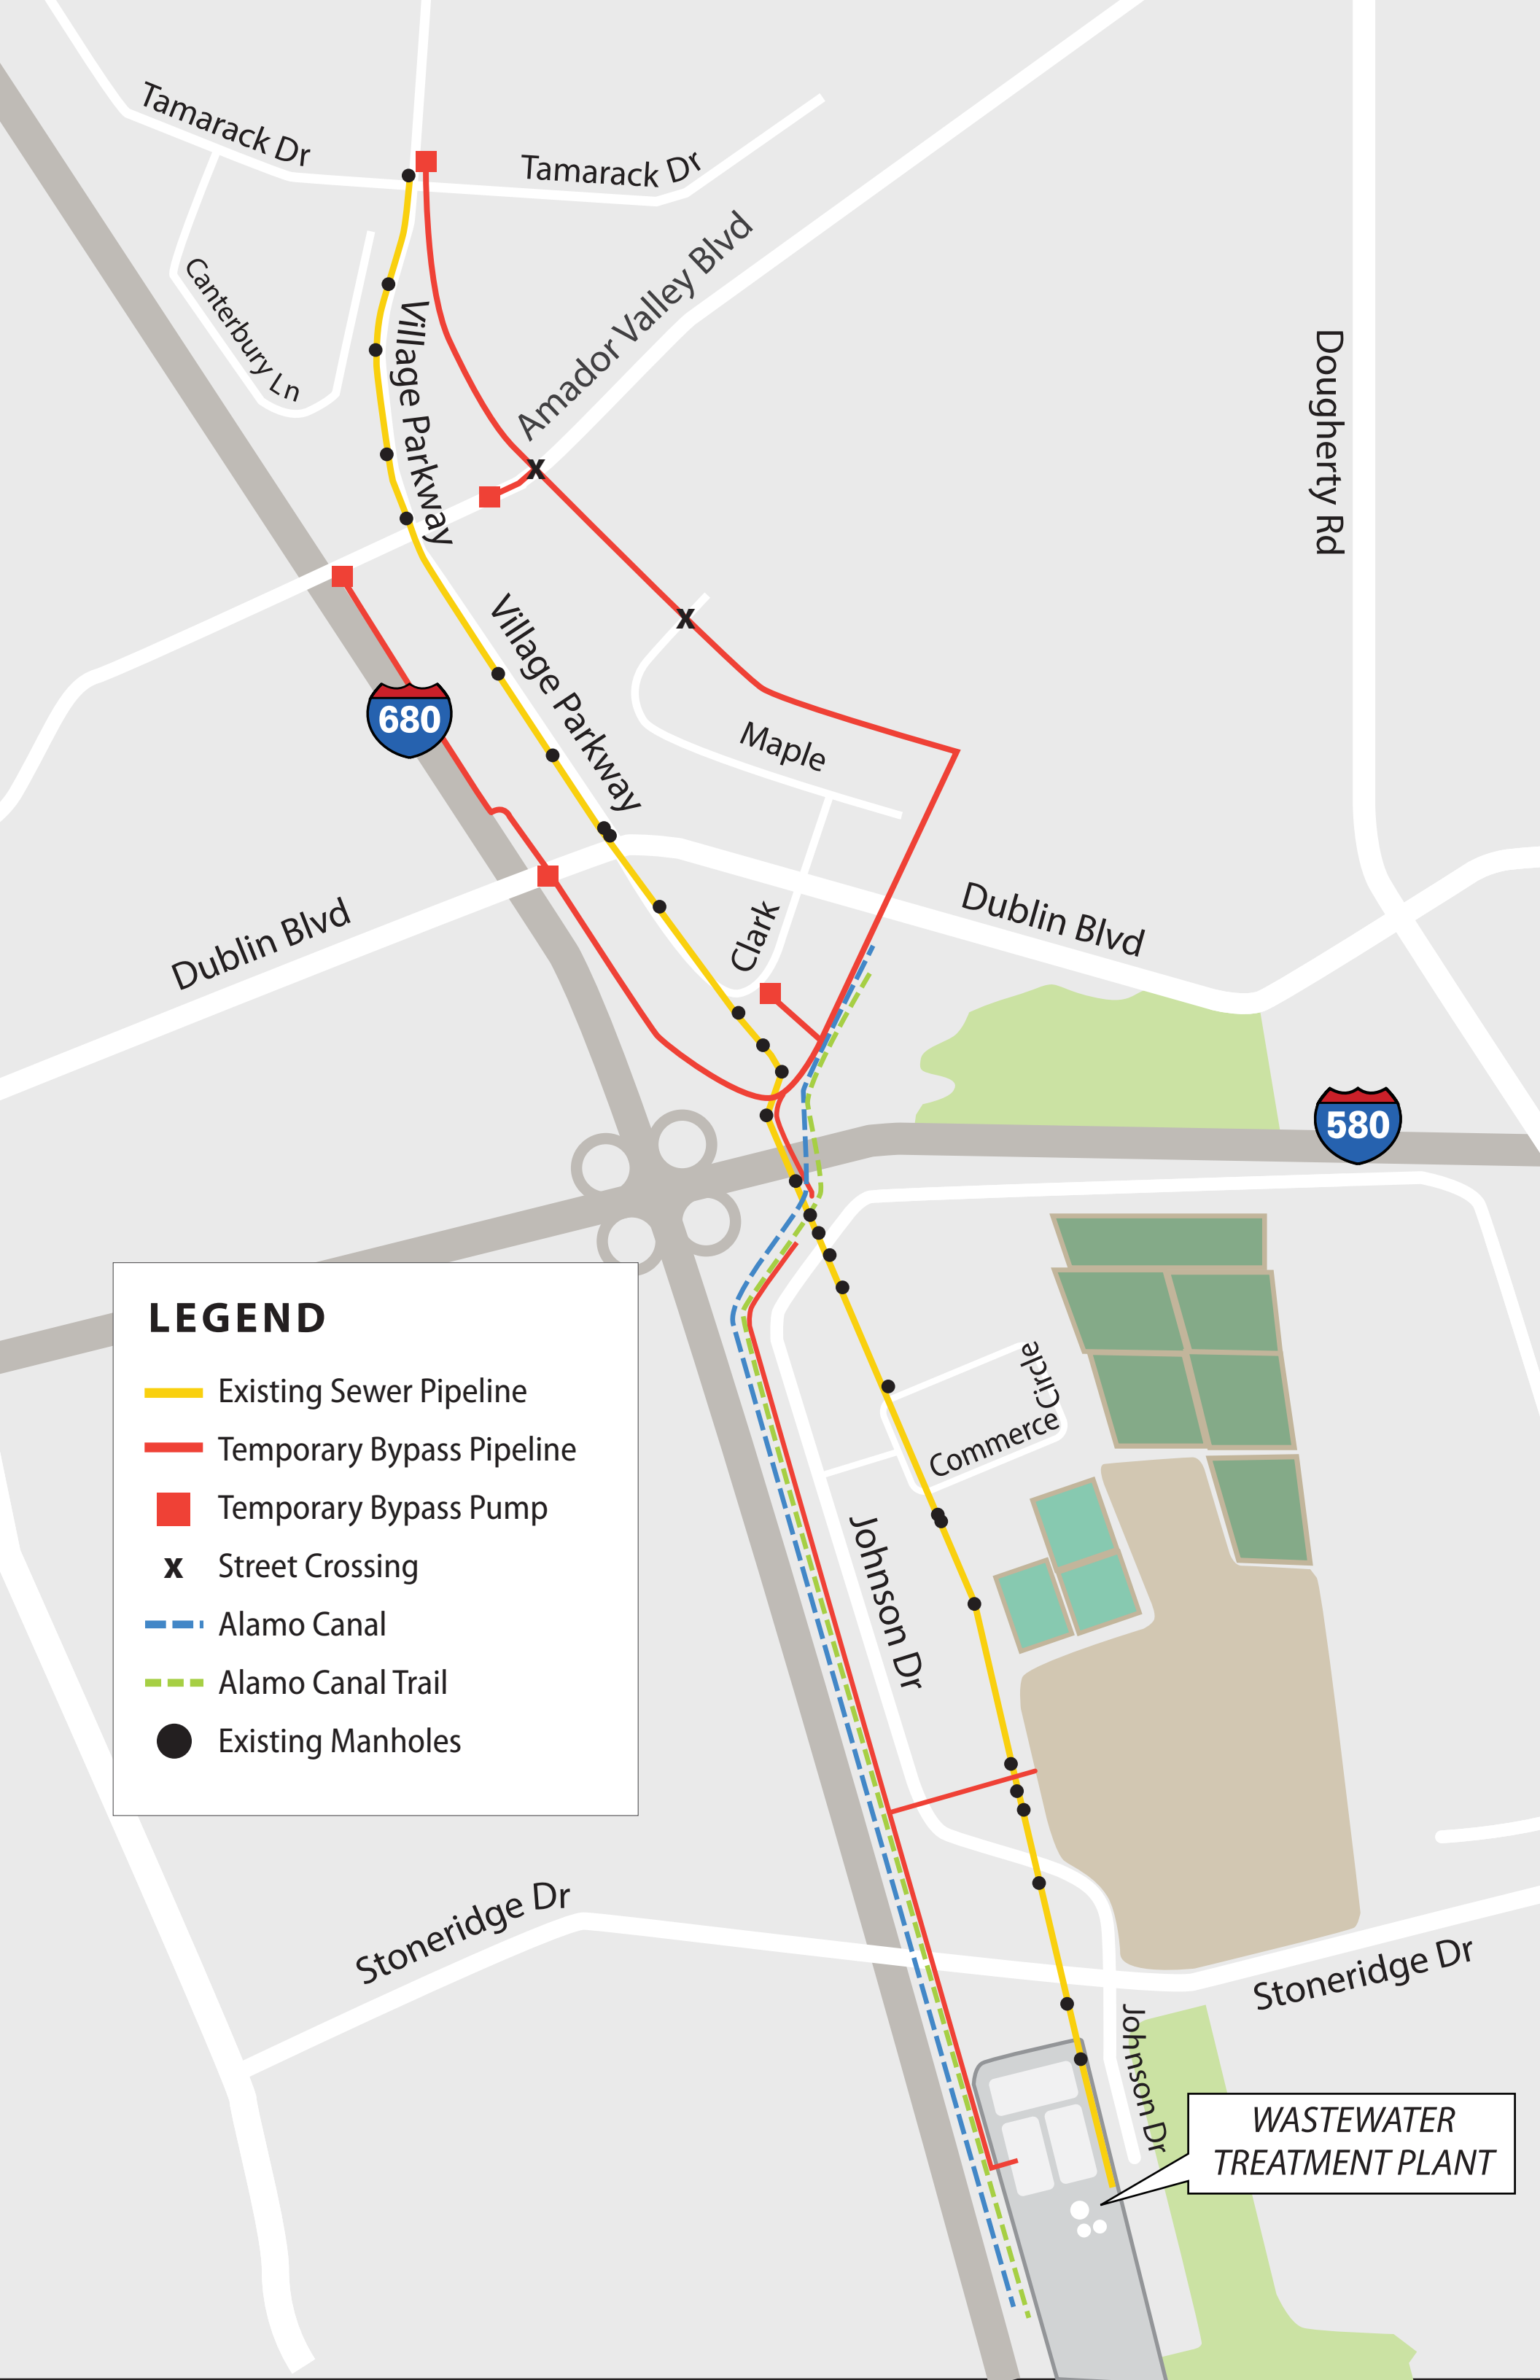 Tamarack Dr
Tamarack Dr
Canterbury Ln
Village Parkway
Amador Valley Blvd
Dougherty Rd
Village Parkway
680
Maple
Dublin Blvd
Clark
Dublin Blvd
580
LEGEND
Existing Sewer Pipeline
Temporary Bypass Pipeline
Temporary Bypass Pump
x Street Crossing
Alamo Canal
Alamo Canal Trail
Existing Manholes
x
x
Circle
Commerce
Johnson Dr
Stoneridge Dr
Stoneridge Dr
Johnson Dr
WASTEWATER
TREATMENT PLANT